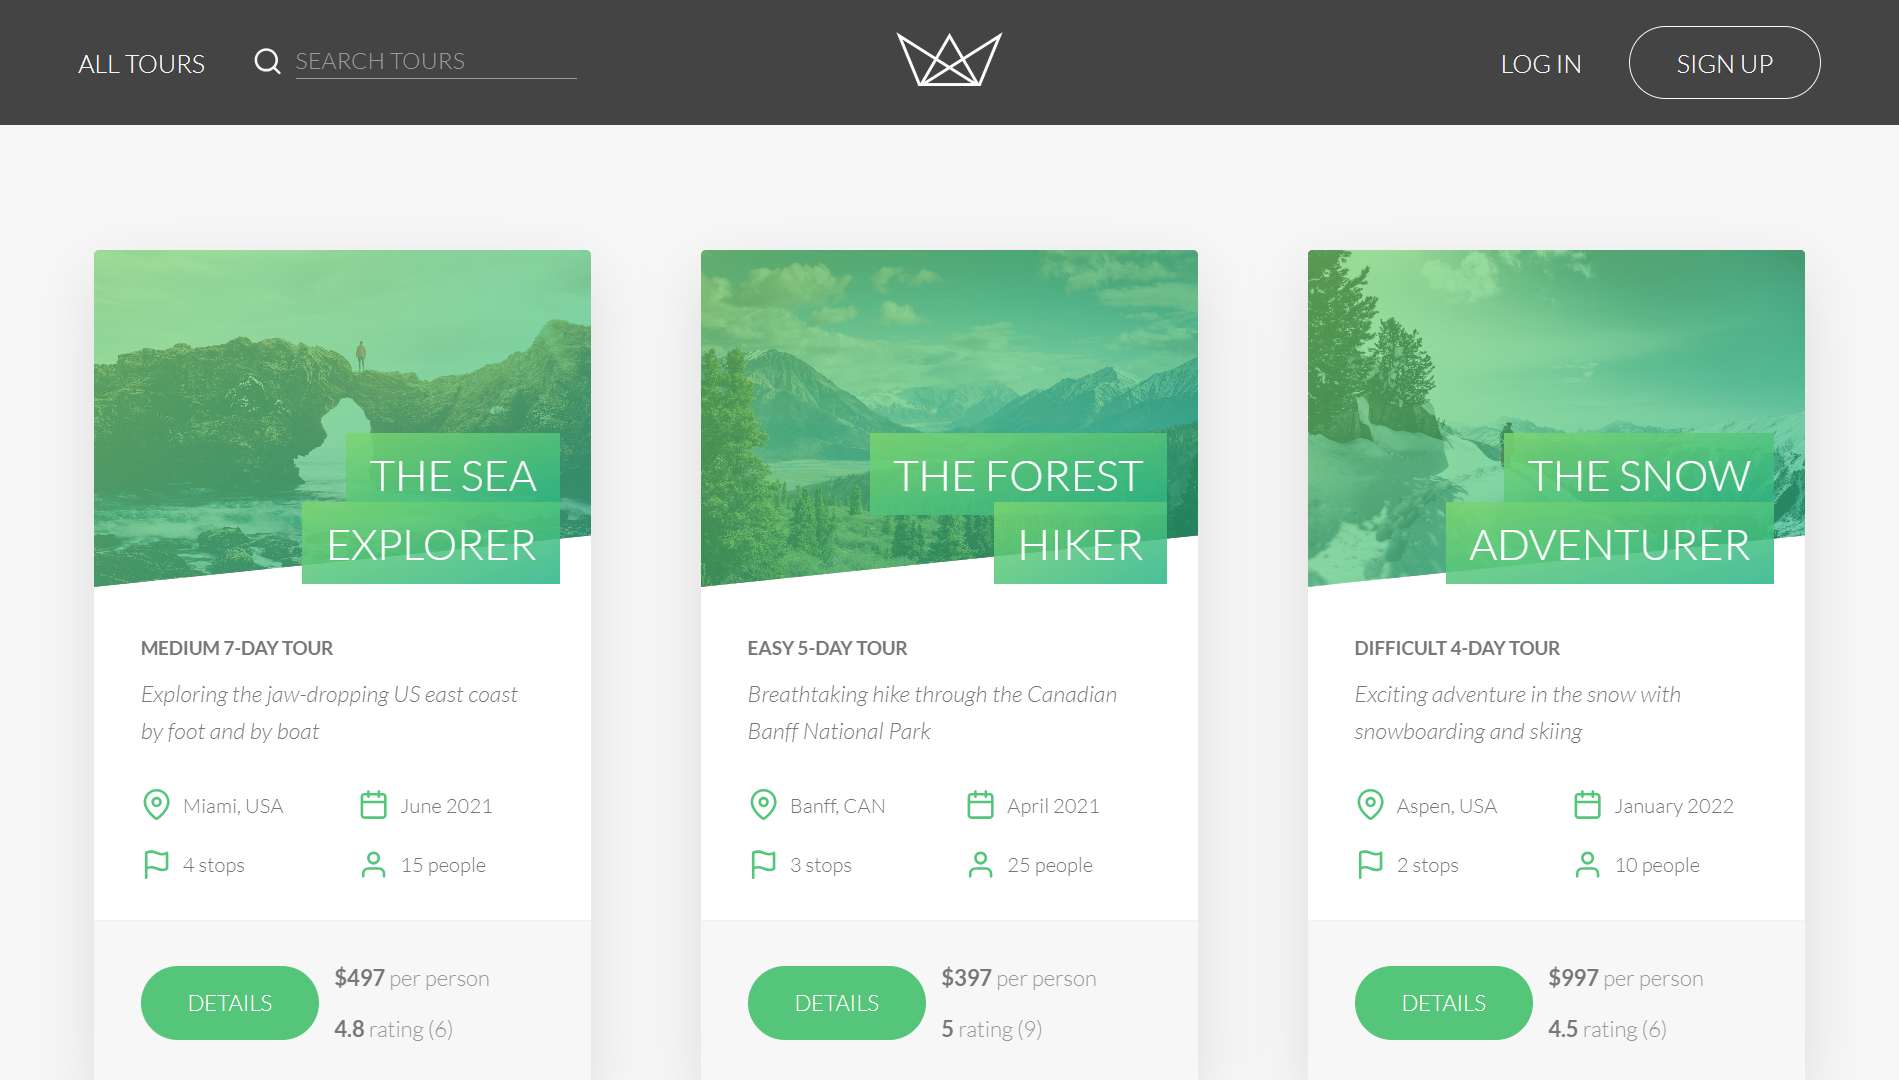 ALL TOURS
SEARCH TOURS
LOG IN
SIGN UP
THE SEA
EXPLORER
MEDIUM 7-DAY TOUR
Exploring the jaw-dropping US east coast
by foot and by boat
Miami, USA
June 2021
4 stops
15 people
DETAILS
$497 per person
4.8 rating (6)
THE FOREST
HIKER
EASY 5-DAY TOUR
Breathtaking hike through the Canadian
Banff National Park
Banff, CAN
April 2021
3 stops
25 people
DETAILS
$397 per person
5 rating (9)
THE SNOW
ADVENTURER
DIFFICULT 4-DAY TOUR
Exciting adventure in the snow with
snowboarding and skiing
Aspen, USA
January 2022
2 stops
10 people
DETAILS
$997 per person
4.5 rating (6)